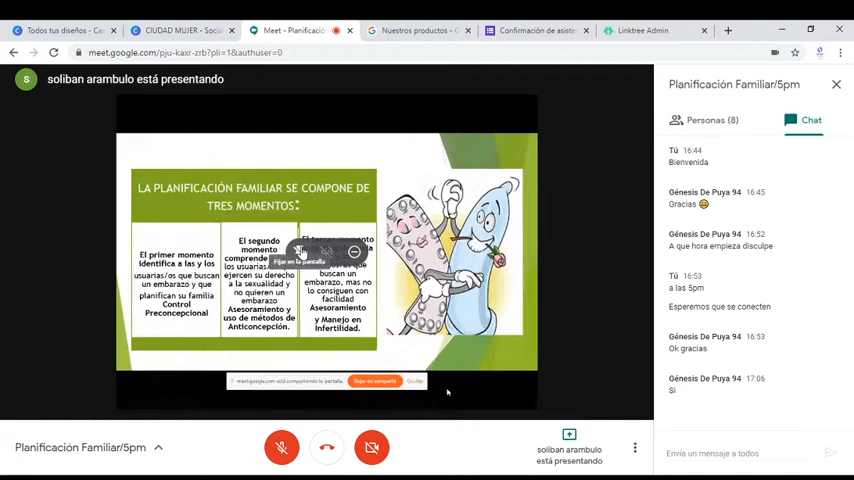 Todos tus diseños - Can
CIUDAD MUJER - Socia
Meet - Planificació
Nuestros productos - G
Confirmación de asiste
Linktree Admin
meet.google.com/pju-kaxr-zrb?pli=1&authuser=0
S
soliban arambulo está presentando
LA PLANIFICACIÓN FAMILIAR SE COMPONE DE
TRES MOMENTOS:
El primer momento
identifica a las y los
usuarias/os que buscan
un embarazo y que
planifican su familia
Control
Preconcepcional
El segundo
momento
comprende
los usuarias/
ejercen su derecho
a la sexualidad y
no quieren un
embarazo
Asesoramiento y
uso de métodos de
Anticoncepción.
El tercer momento
os que
buscan un
embarazo, mas no
lo consiguen con
facilidad
Asesoramiento
y Manejo en
Infertilidad.
Fijar en la pantalla
meet.google.com está compartiendo tu pantalla.
Dejar de compartir
Ocultar
Planificación Familiar/5pm
soliban arambulo
está presentando
Planificación Familiar/5pm
Personas (8)
Chat
Tú 16:44
Bienvenida
Génesis De Puya 94 16:45
Gracias 😄
Génesis De Puya 94 16:52
A que hora empieza disculpe
Tú 16:53
a las 5pm
Esperemos que se conecten
Génesis De Puya 94 16:53
Ok gracias
Génesis De Puya 94 17:06
Si
Envía un mensaje a todos